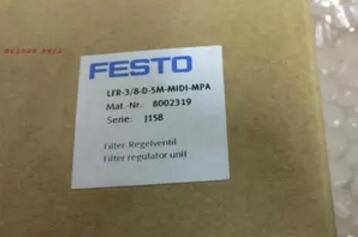 FESTO
LFR-3/8-D-5M-MIDI-MPA
Mat.-Nr.: 8002319
Serie: J158
Filter-Regelventil
Filter regulator unit